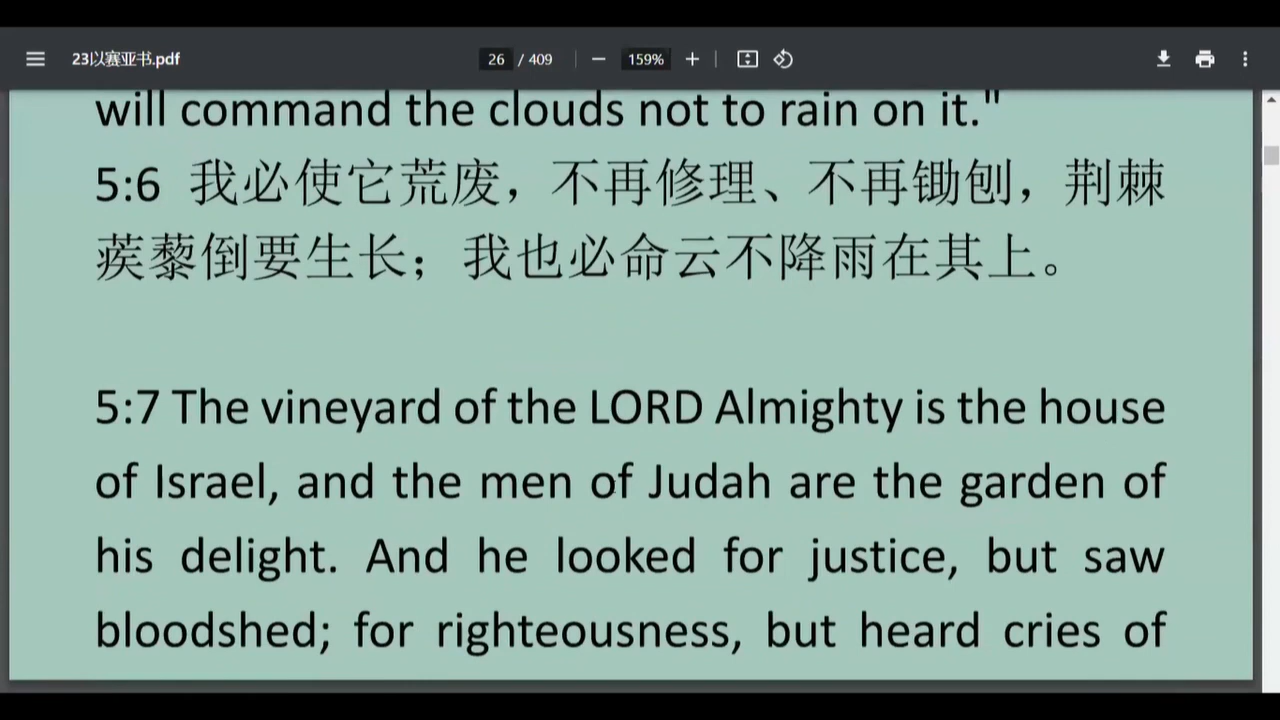 23以赛亚书.pdf
26 / 409
159%
will command the clouds not to rain on it."
5:6 我必使它荒废，不再修理、不再锄刨，荆棘
蒺藜倒要生长；我也必命云不降雨在其上。
5:7 The vineyard of the LORD Almighty is the house
of Israel, and the men of Judah are the garden of
his delight. And he looked for justice, but saw
bloodshed; for righteousness, but heard cries of